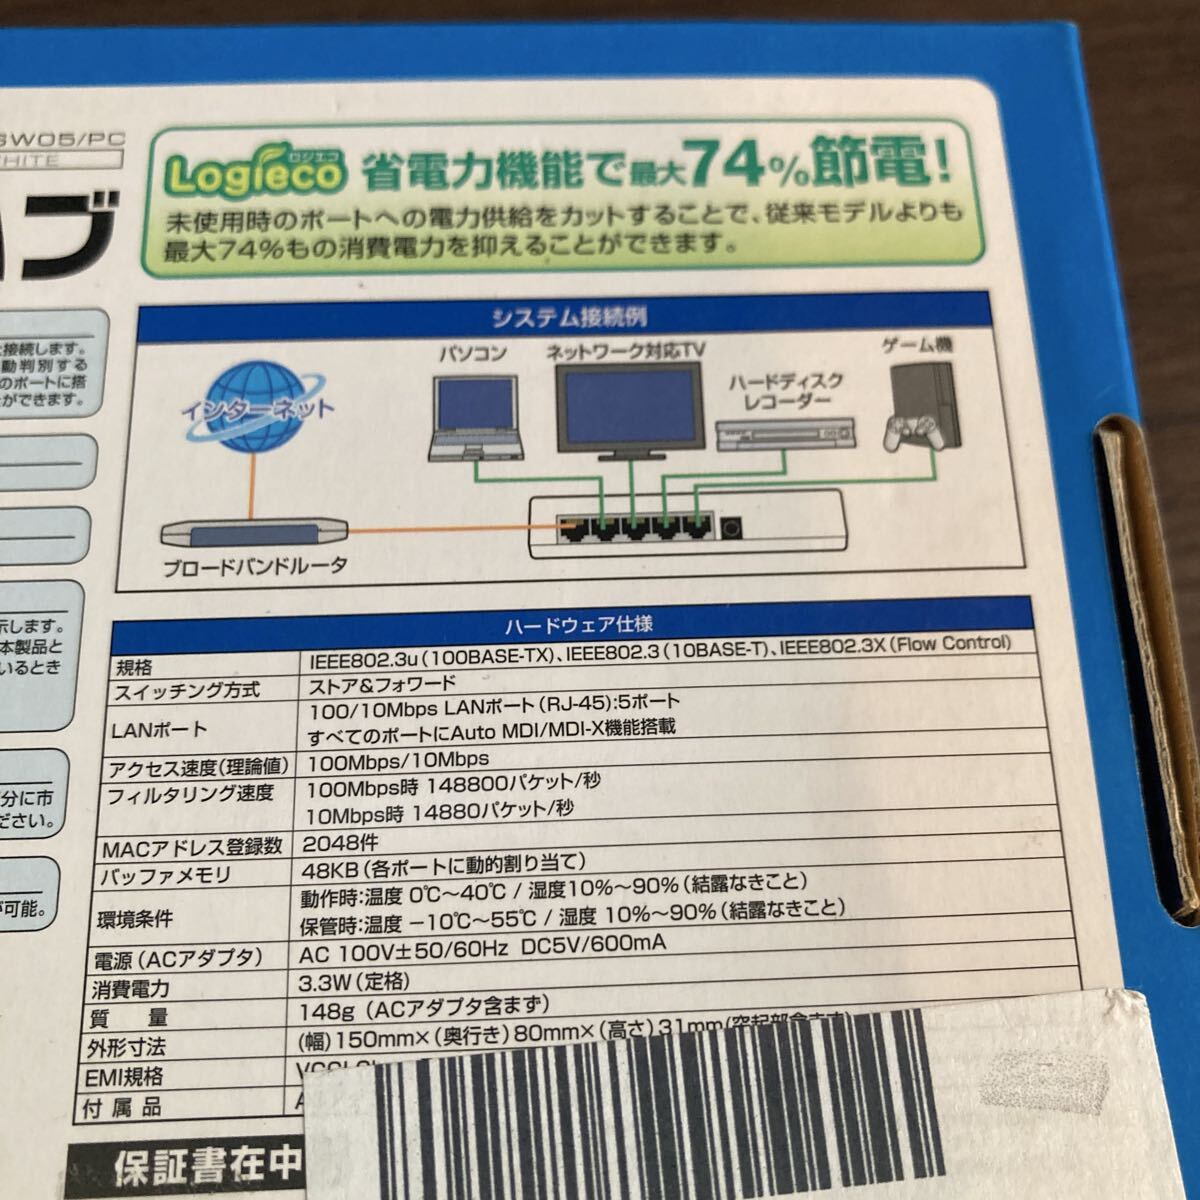 SW05/PC
WHITE
ハブ
接続します。
動判別する
のポートに搭
ができます。
示します。
本製品と
いるとき
分に市
ださい。
が可能。
Logieco ロジエコ 省電力機能で最大74%節電!
未使用時のポートへの電力供給をカットすることで、従来モデルよりも
最大74%もの消費電力を抑えることができます。
システム接続例
インターネット
パソコン
ネットワーク対応TV
ハードディスク
レコーダー
ゲーム機
ブロードバンドルータ
ハードウェア仕様
規格 IEEE802.3u(100BASE-TX)、IEEE802.3(10BASE-T)、IEEE802.3X(Flow Control)
スイッチング方式 ストア&フォワード
LANポート 100/10Mbps LANポート(RJ-45):5ポート
すべてのポートにAuto MDI/MDI-X機能搭載
アクセス速度(理論値) 100Mbps/10Mbps
フィルタリング速度 100Mbps時 148800パケット/秒
10Mbps時 14880パケット/秒
MACアドレス登録数 2048件
バッファメモリ 48KB(各ポートに動的割り当て)
環境条件 動作時:温度 0℃〜40℃ / 湿度10%〜90%(結露なきこと)
保管時:温度 −10℃〜55℃ / 湿度 10%〜90%(結露なきこと)
電源(ACアダプタ) AC 100V±50/60Hz DC5V/600mA
消費電力 3.3W(定格)
質 量 148g(ACアダプタ含まず)
外形寸法 (幅)150mm×(奥行き)80mm×(高さ)31mm(突起部含まず)
EMI規格
付属品
保証書在中